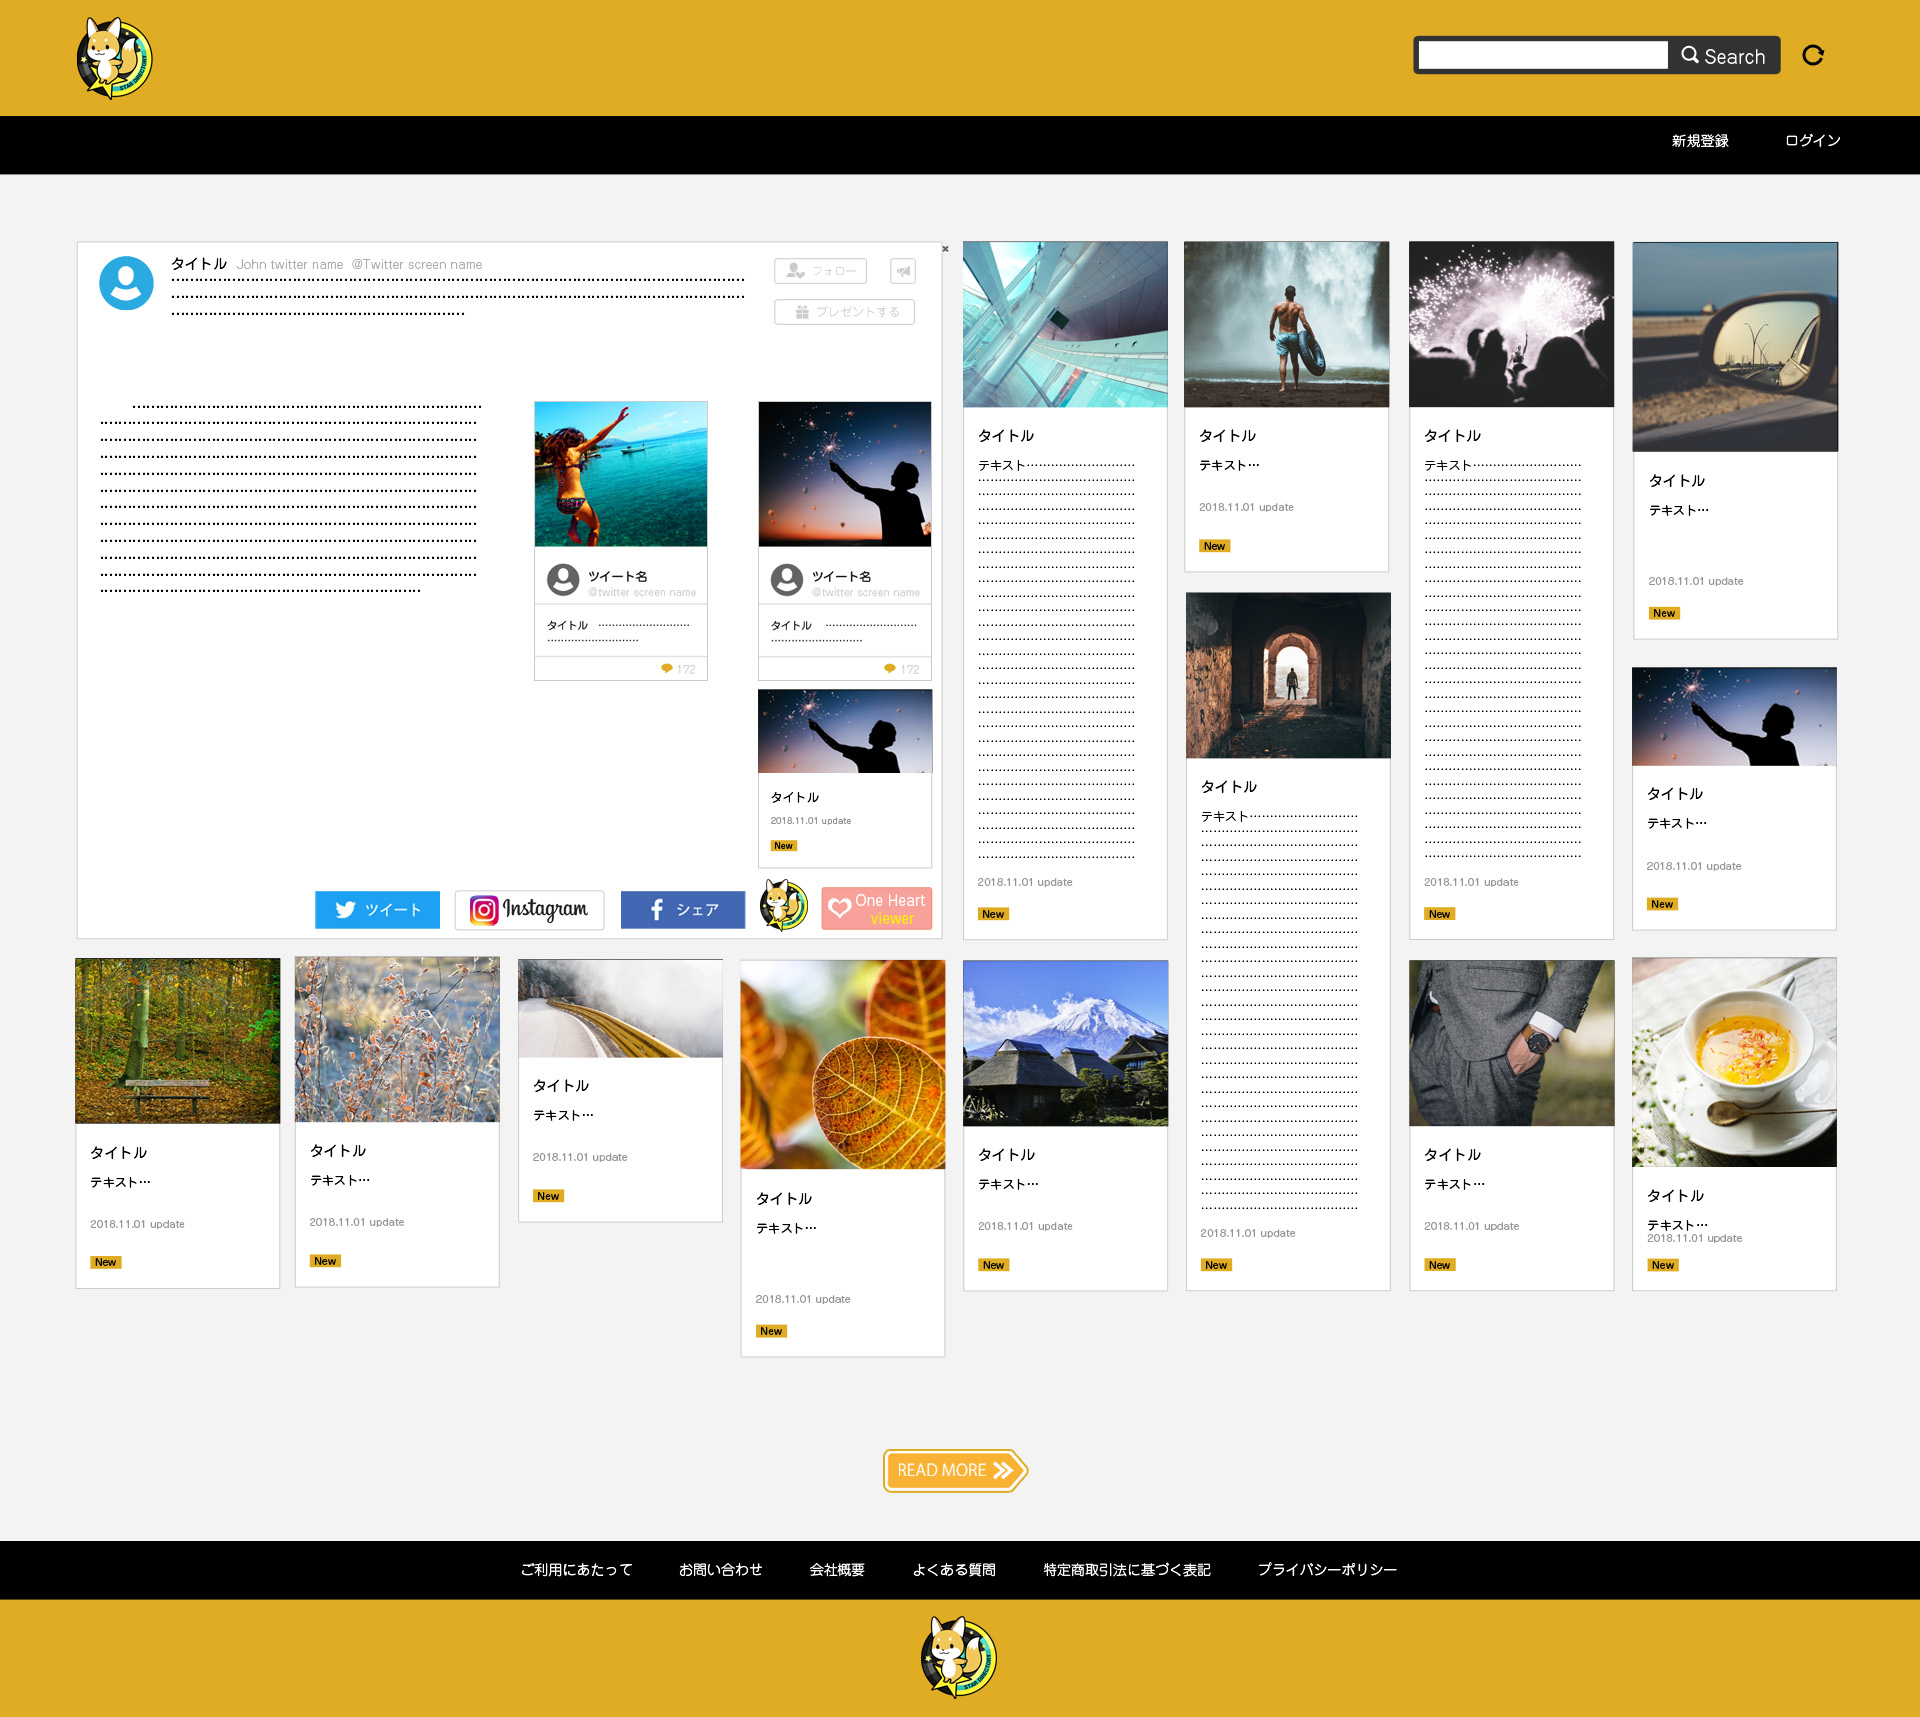 STAR DIRECTORY
Search
新規登録
ログイン
タイトル John twitter name @Twitter screen name
フォロー
プレゼントする
ツイート名
@twitter screen name
タイトル
172
ツイート名
@twitter screen name
タイトル
172
タイトル
2018.11.01 update
New
ツイート
Instagram
シェア
One Heart
viewer
タイトル
テキスト…
2018.11.01 update
New
タイトル
テキスト…
2018.11.01 update
New
タイトル
テキスト…
2018.11.01 update
New
タイトル
テキスト…
2018.11.01 update
New
タイトル
テキスト…
2018.11.01 update
New
タイトル
テキスト…
2018.11.01 update
New
タイトル
テキスト…
2018.11.01 update
New
タイトル
テキスト…
2018.11.01 update
New
タイトル
テキスト…
2018.11.01 update
New
タイトル
テキスト…
2018.11.01 update
New
タイトル
テキスト…
2018.11.01 update
New
タイトル
テキスト…
2018.11.01 update
New
タイトル
テキスト…
2018.11.01 update
New
READ MORE
ご利用にあたって
お問い合わせ
会社概要
よくある質問
特定商取引法に基づく表記
プライバシーポリシー
STAR DIRECTORY